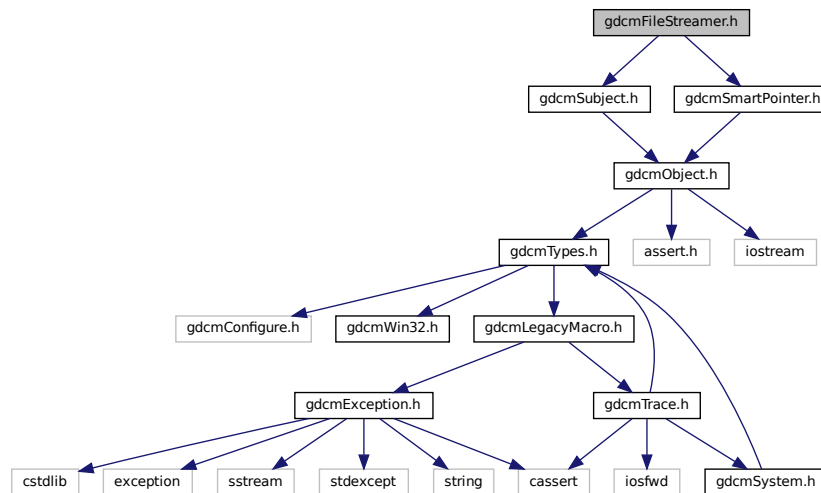 gdcmFileStreamer.h
gdcmSubject.h
gdcmSmartPointer.h
gdcmObject.h
gdcmTypes.h
assert.h
iostream
gdcmConfigure.h
gdcmWin32.h
gdcmLegacyMacro.h
gdcmException.h
gdcmTrace.h
cstdlib
exception
sstream
stdexcept
string
cassert
iosfwd
gdcmSystem.h